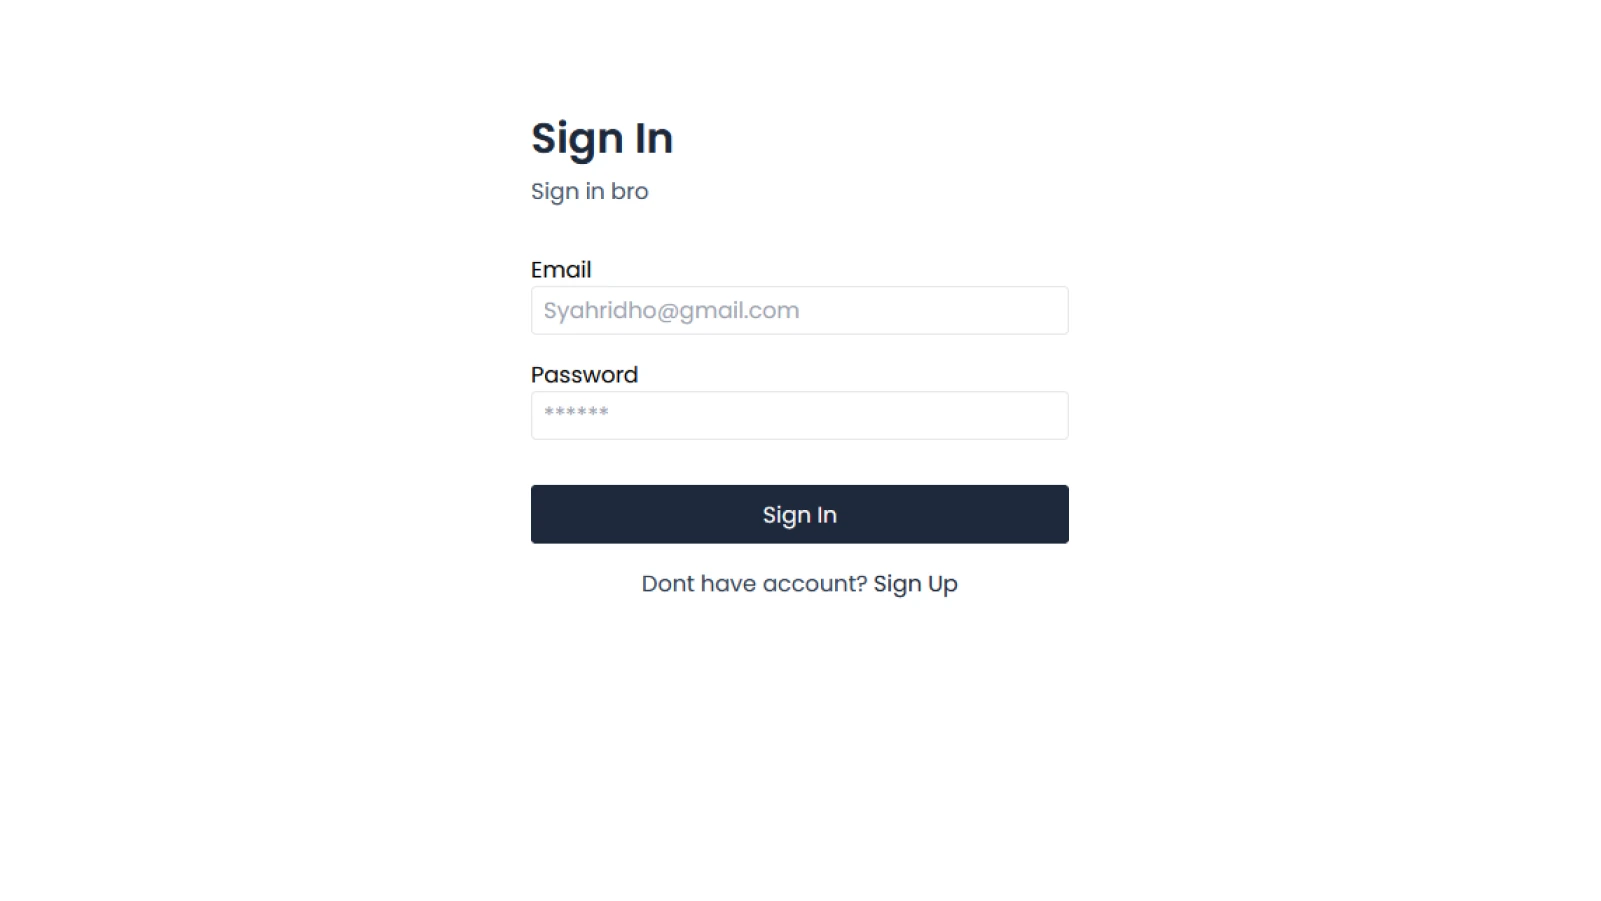 Sign In
Sign in bro
Email
Syahridho@gmail.com
Password
******
Sign In
Dont have account? Sign Up